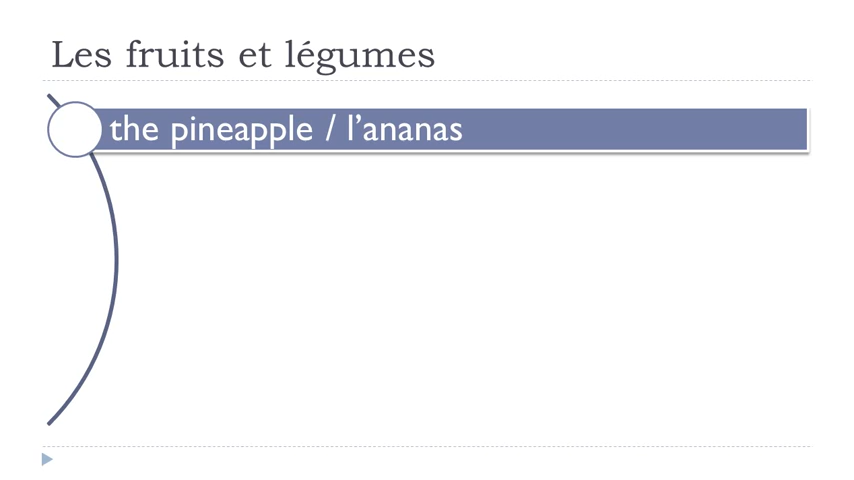 Les fruits et légumes
the pineapple / l’ananas